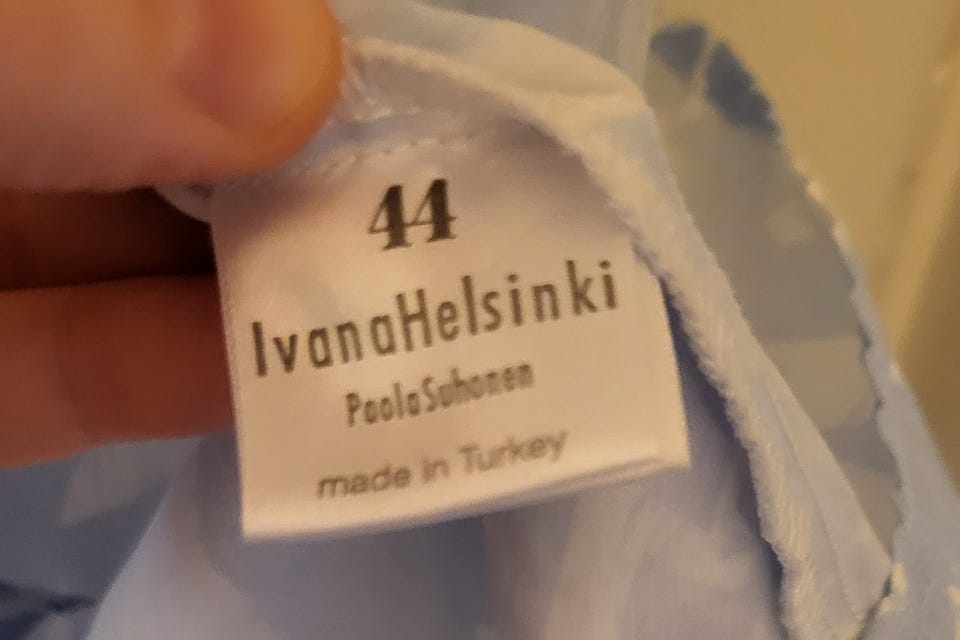 44
IvanaHelsinki
PaolaSuhonen
made in Turkey